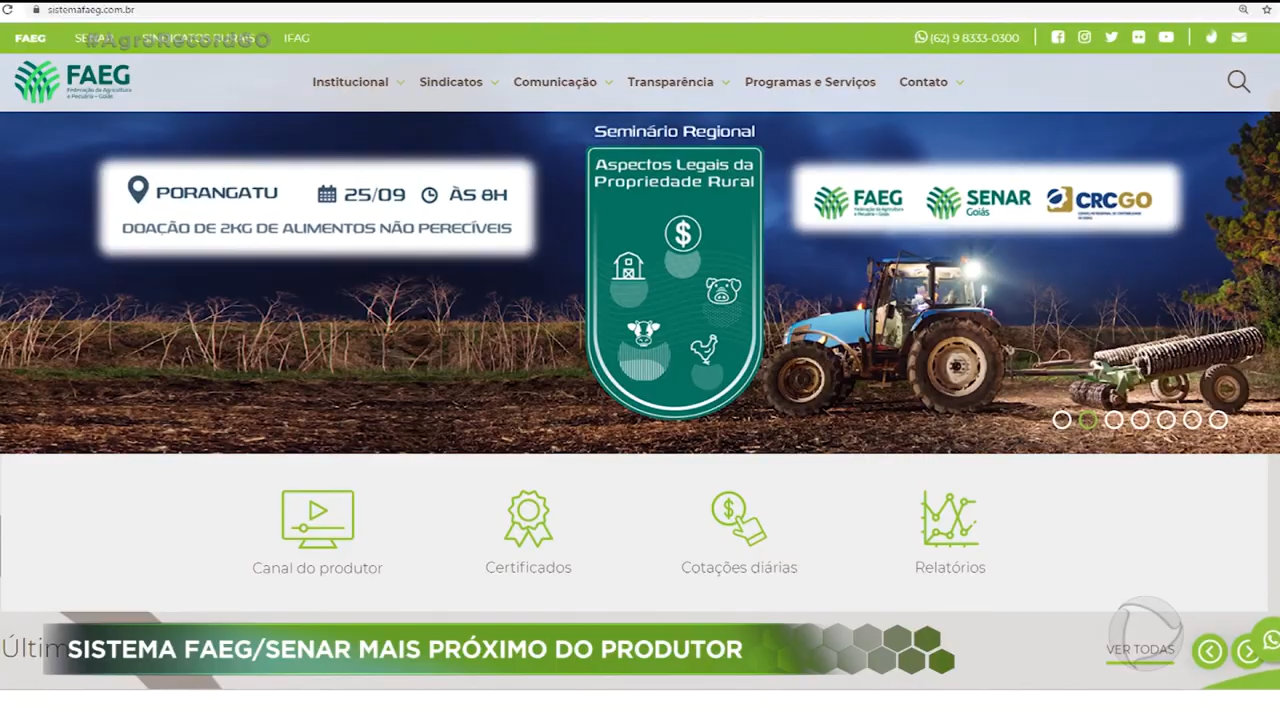 sistemafaeg.com.br
FAEG SENAR SINDICATOS RURAIS IFAG
#AgroRecordGO
(62) 9 8333-0300
FAEG
Federação da Agricultura
e Pecuária - Goiás
Institucional Sindicatos Comunicação Transparência Programas e Serviços Contato
Seminário Regional
Aspectos Legais da
Propriedade Rural
PORANGATU 25/09 ÀS 8H
DOAÇÃO DE 2KG DE ALIMENTOS NÃO PERECÍVEIS
FAEG
SENAR
Goiás
CRCGO
Canal do produtor
Certificados
Cotações diárias
Relatórios
Últim
SISTEMA FAEG/SENAR MAIS PRÓXIMO DO PRODUTOR
VER TODAS